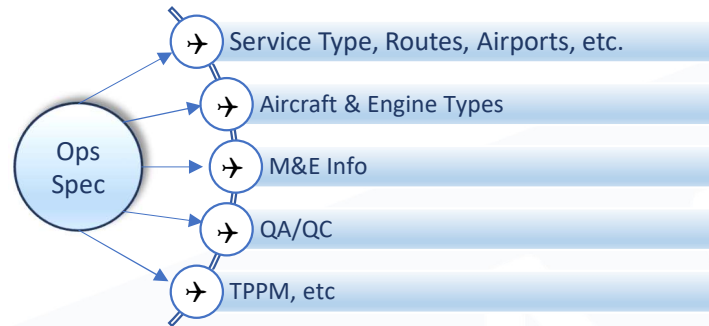 Ops
Spec
Service Type, Routes, Airports, etc.
Aircraft & Engine Types
M&E Info
QA/QC
TPPM, etc